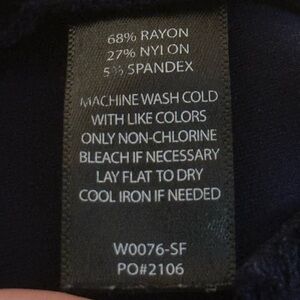 68% RAYON
27% NYLON
5% SPANDEX
MACHINE WASH COLD
WITH LIKE COLORS
ONLY NON-CHLORINE
BLEACH IF NECESSARY
LAY FLAT TO DRY
COOL IRON IF NEEDED
W0076-SF
PO#2106